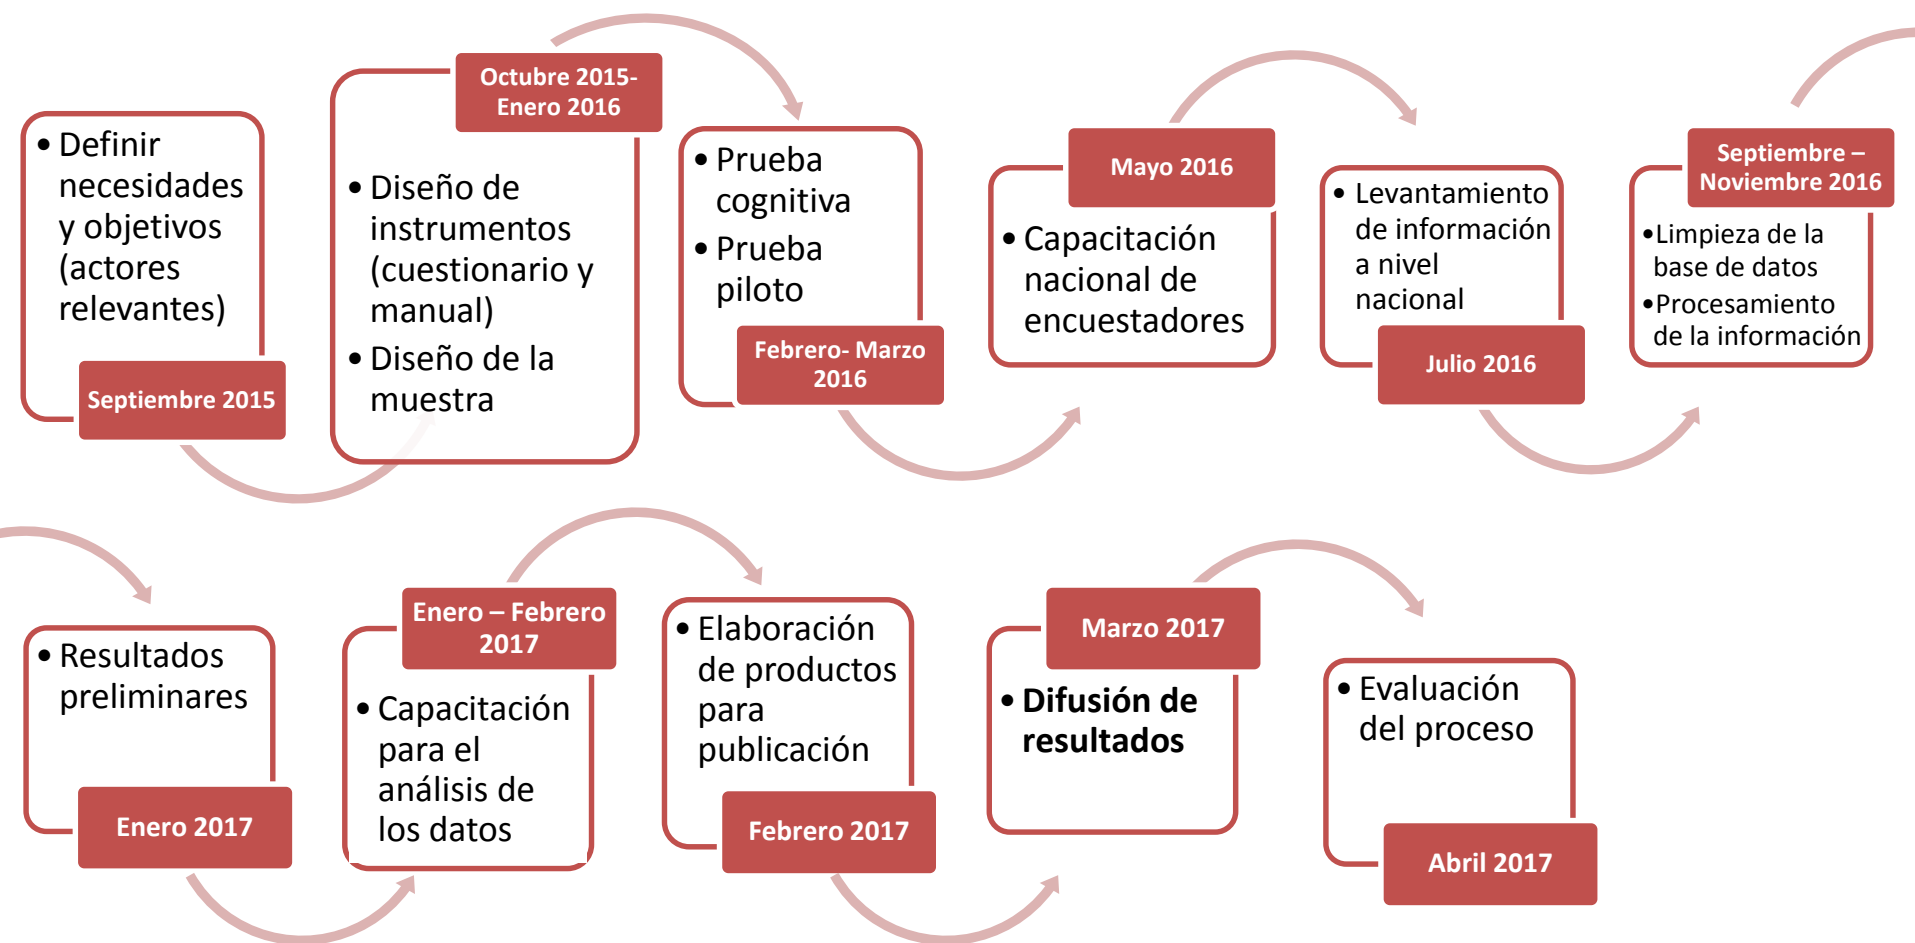 • Definir
necesidades
y objetivos
(actores
relevantes)
Septiembre 2015
Octubre 2015-
Enero 2016
• Diseño de
instrumentos
(cuestionario y
manual)
• Diseño de la
muestra
• Prueba
cognitiva
• Prueba
piloto
Febrero- Marzo
2016
Mayo 2016
• Capacitación
nacional de
encuestadores
• Levantamiento
de información
a nivel
nacional
Julio 2016
Septiembre –
Noviembre 2016
•Limpieza de la
base de datos
•Procesamiento
de la información
• Resultados
preliminares
Enero 2017
Enero – Febrero
2017
• Capacitación
para el
análisis de
los datos
• Elaboración
de productos
para
publicación
Febrero 2017
Marzo 2017
• Difusión de
resultados
• Evaluación
del proceso
Abril 2017